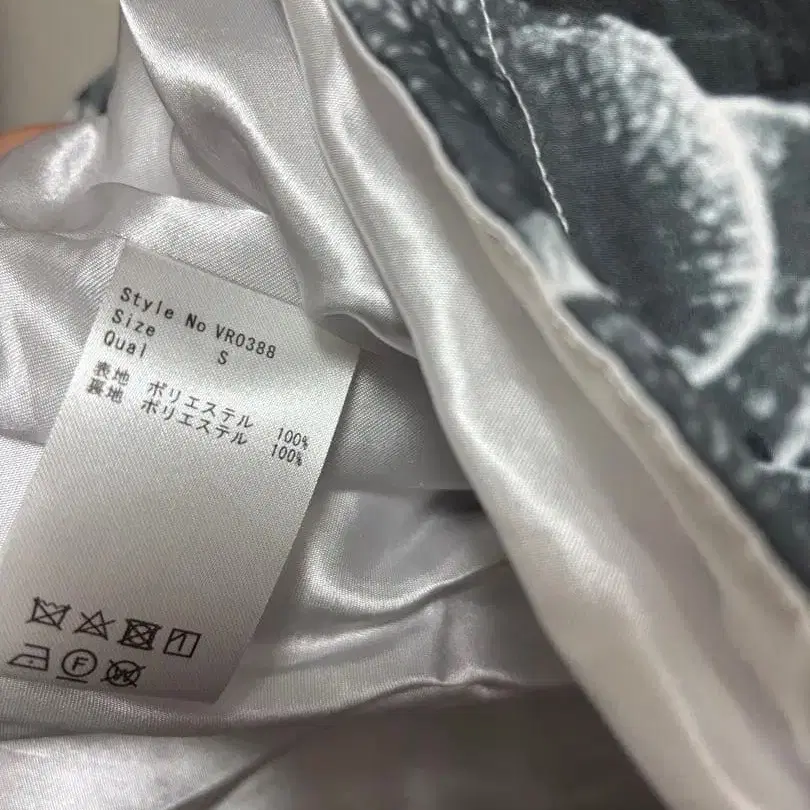 Style No VR0388
Size S
Qual
表地 ポリエステル 100%
裏地 ポリエステル 100%
F
W